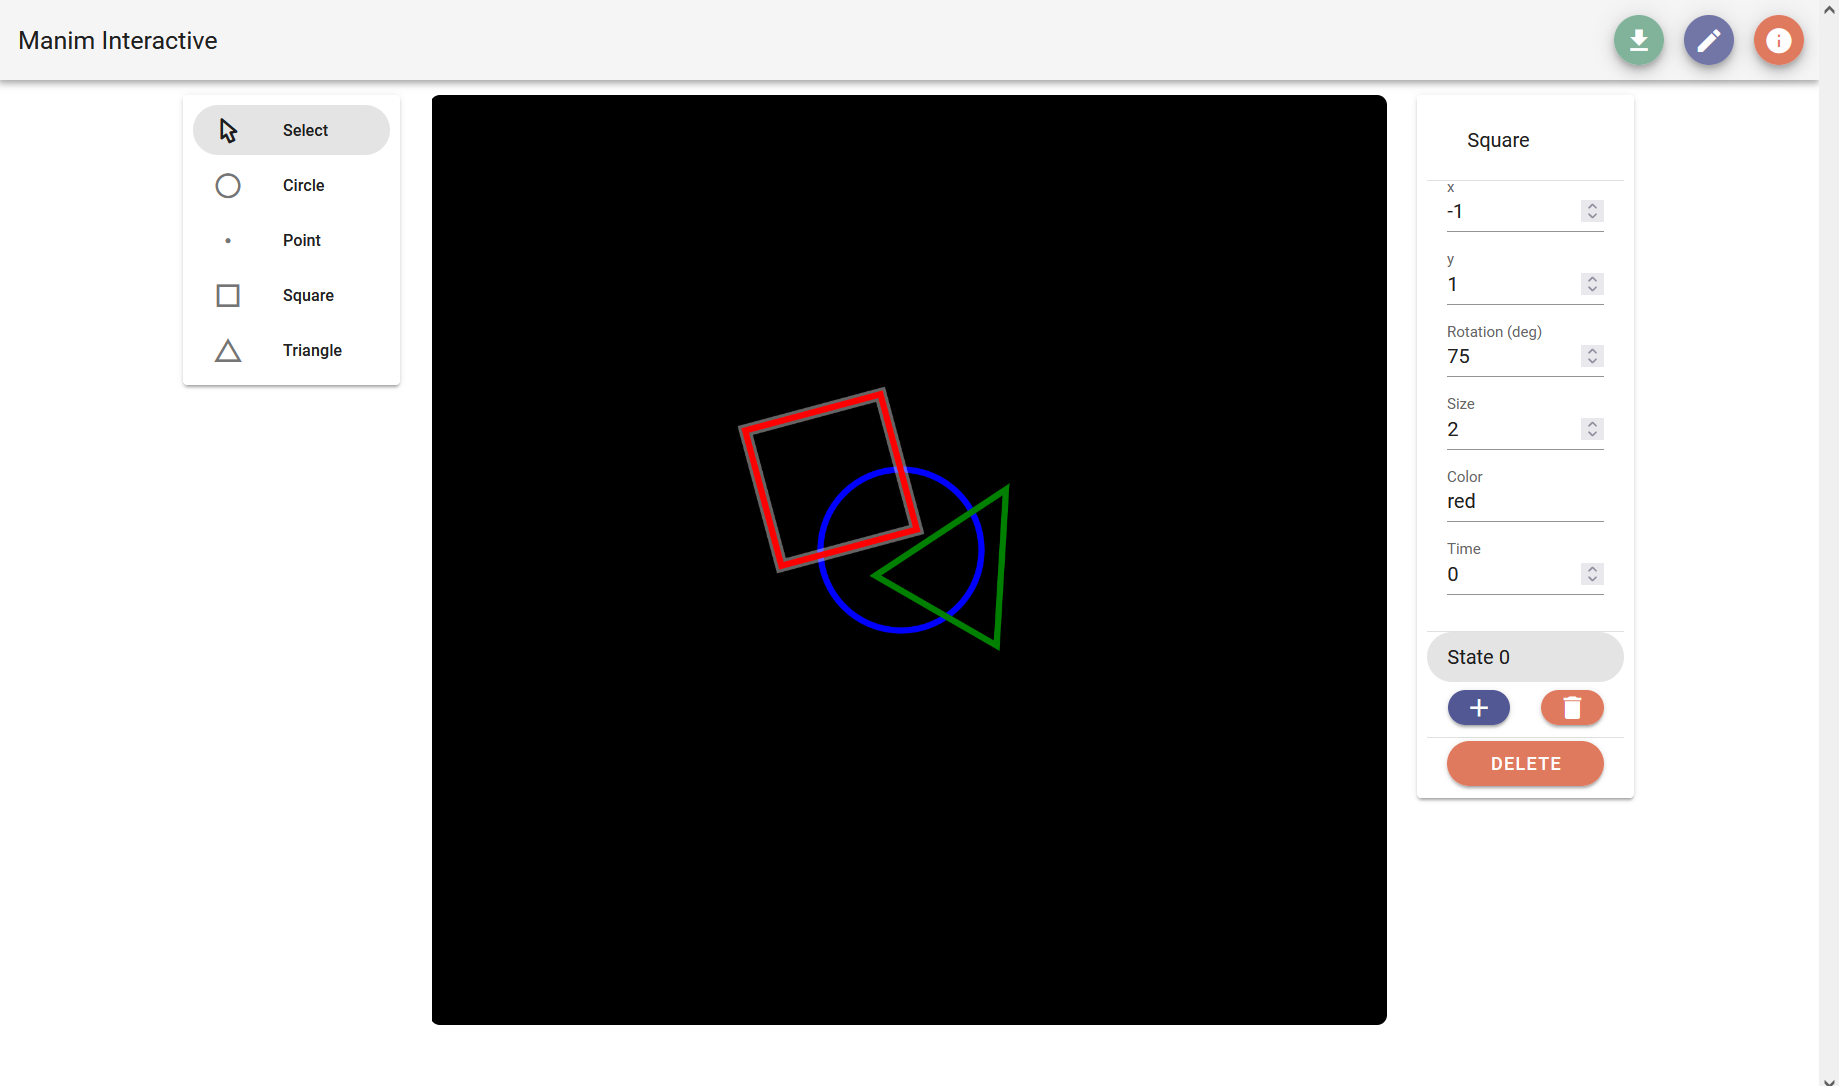 Manim Interactive
Select
Circle
Point
Square
Triangle
Square
x
-1
y
1
Rotation (deg)
75
Size
2
Color
red
Time
0
State 0
DELETE